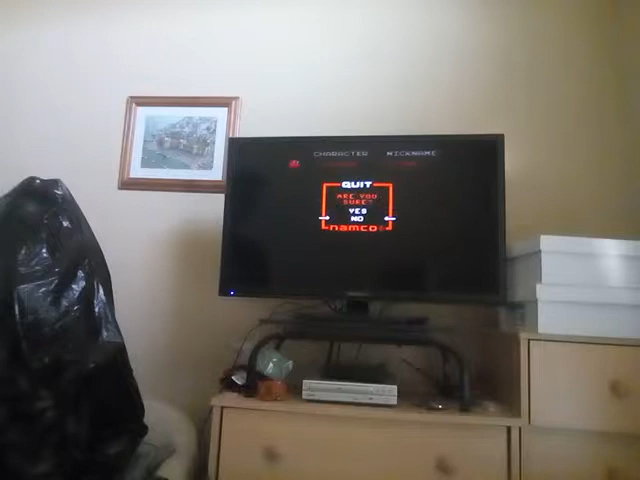 CHARACTER NICKNAME
QUIT
ARE YOU
SURE?
YES
NO
namco